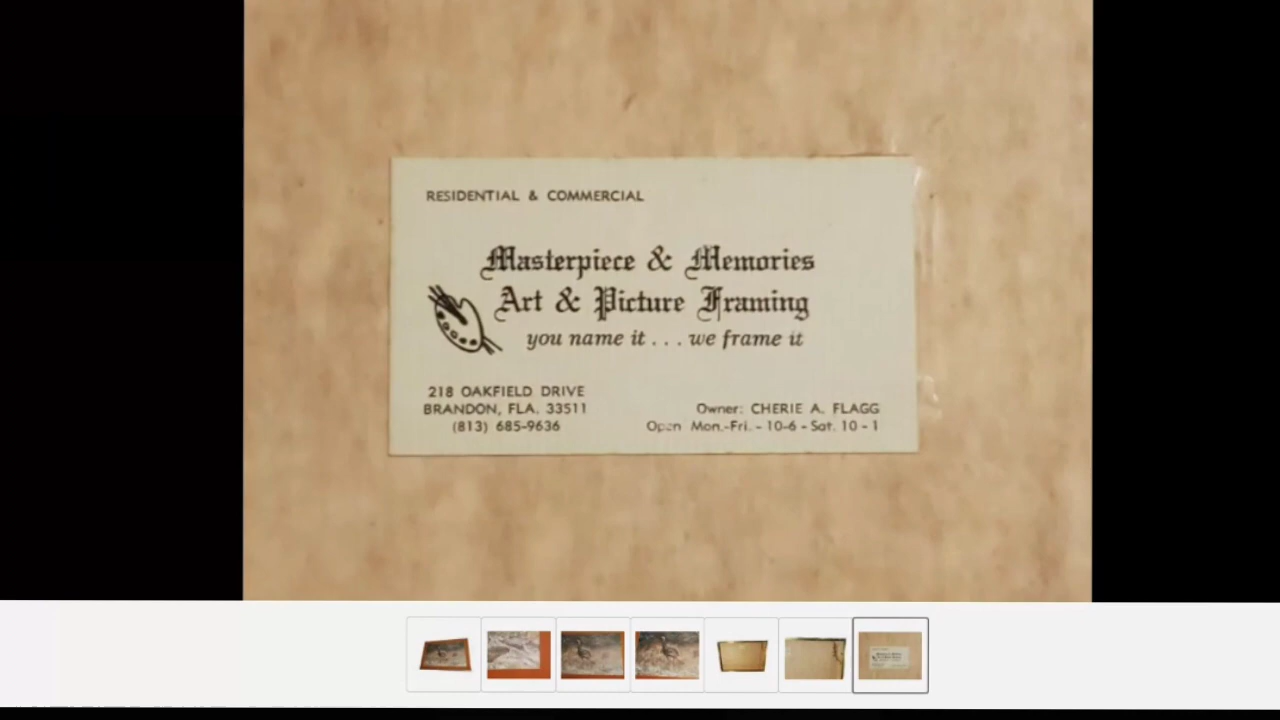 RESIDENTIAL & COMMERCIAL
Masterpiece & Memories
Art & Picture Framing
you name it . . . we frame it
218 OAKFIELD DRIVE
BRANDON, FLA. 33511
(813) 685-9636
Owner: CHERIE A. FLAGG
Open Mon.-Fri. - 10-6 - Sat. 10 - 1